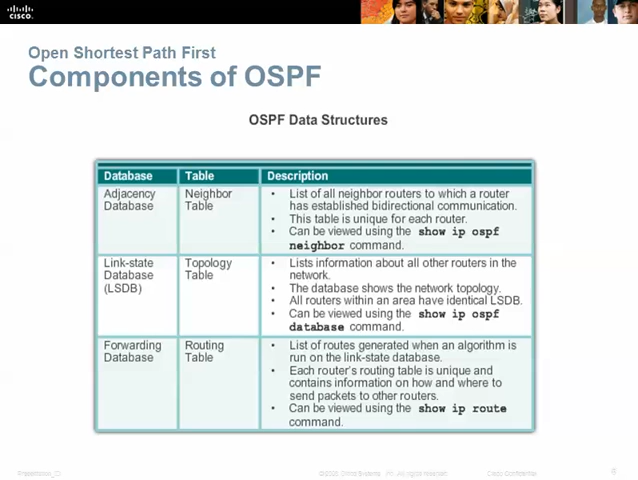 CISCO.
Open Shortest Path First
Components of OSPF
OSPF Data Structures
Database Table Description
Adjacency Database
Neighbor Table
• List of all neighbor routers to which a router
has established bidirectional communication.
• This table is unique for each router.
• Can be viewed using the show ip ospf
neighbor command.
Link-state
Database
(LSDB)
Topology
Table
• Lists information about all other routers in the
network.
• The database shows the network topology.
• All routers within an area have identical LSDB.
• Can be viewed using the show ip ospf
database command.
Forwarding
Database
Routing
Table
• List of routes generated when an algorithm is
run on the link-state database.
• Each router's routing table is unique and
contains information on how and where to
send packets to other routers.
• Can be viewed using the show ip route
command.
Presentation_ID
Cisco Confidential